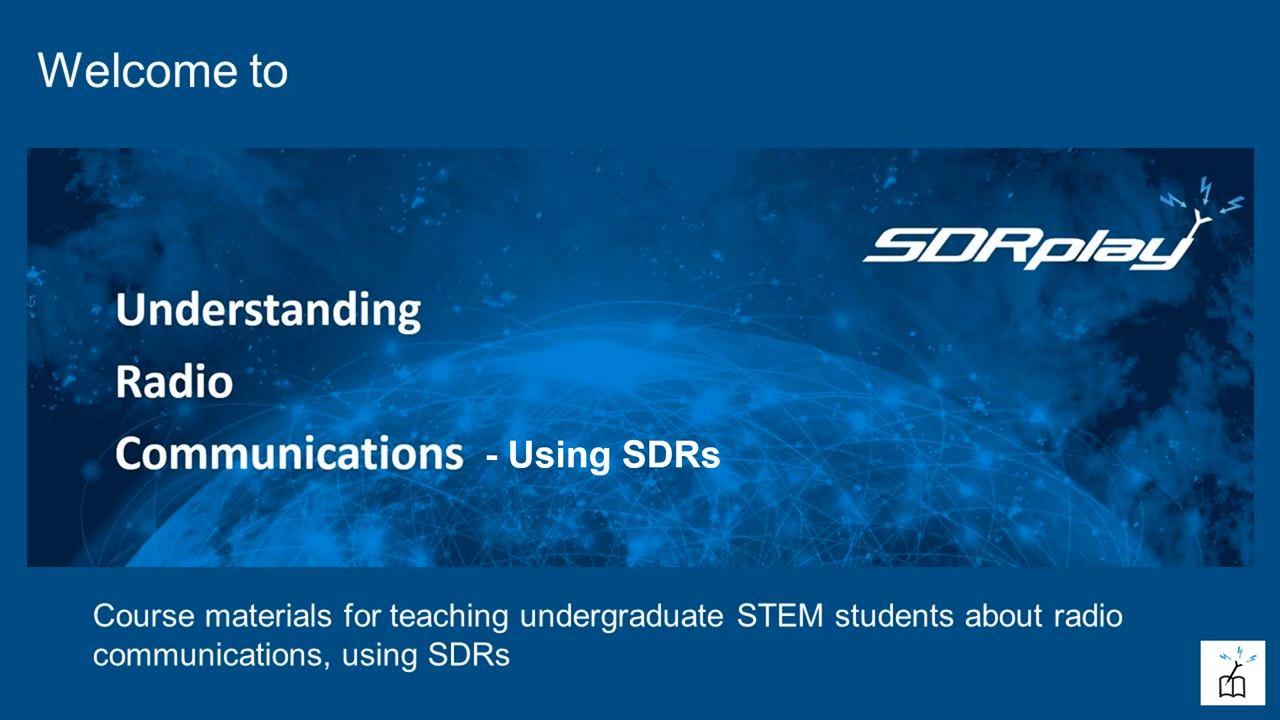 Welcome to
SDRplay
Understanding
Radio
Communications - Using SDRs
Course materials for teaching undergraduate STEM students about radio
communications, using SDRs